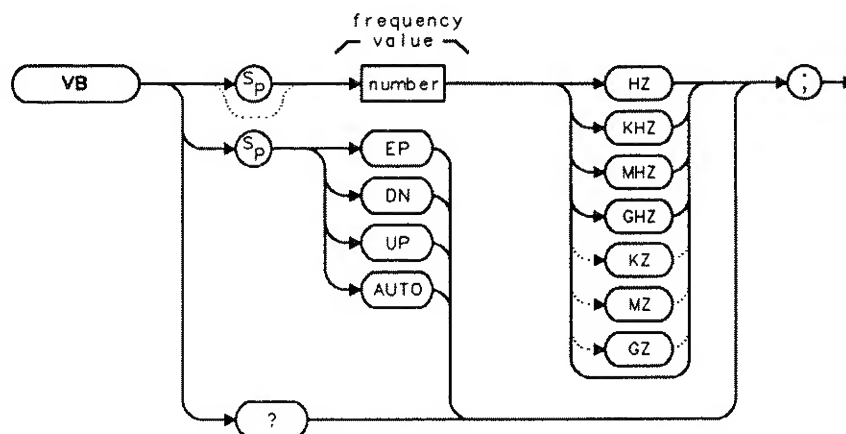 frequency
value
VB
Sp
number
HZ
;
KHZ
Sp
EP
MHZ
DN
GHZ
UP
KZ
AUTO
MZ
GZ
?